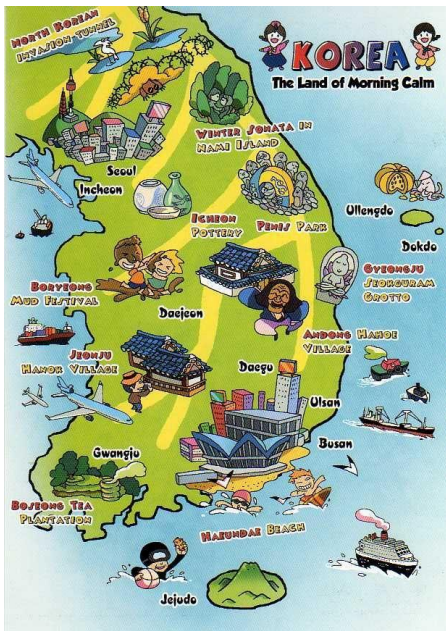 KOREA
The Land of Morning Calm
NORTH KOREAN
INVASION TUNNEL
WINTER SONATA IN
NAMI ISLAND
Seoul
Incheon
ICHEON
POTTERY
PENIS PARK
Ullengdo
Dokdo
GYEONGJU
SEOKGURAM
GROTTO
BORYEONG
MUD FESTIVAL
Daejeon
ANDONG HAHOE
VILLAGE
JEONJU
HANOK VILLAGE
Daegu
Ulsan
Busan
Gwangju
BOSEONG TEA
PLANTATION
HAEUNDAE BEACH
Jejudo